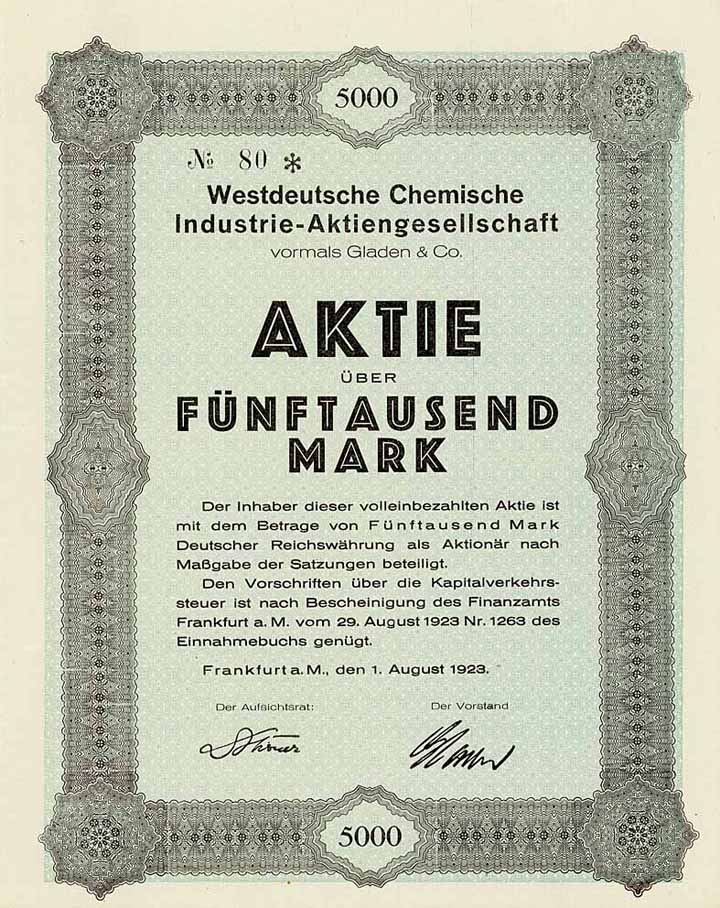 5000
№ 80 *
Westdeutsche Chemische
Industrie-Aktiengesellschaft
vormals Gladen & Co.
AKTIE
ÜBER
FÜNFTAUSEND
MARK
Der Inhaber dieser volleinbezahlten Aktie ist
mit dem Betrage von Fünftausend Mark
Deutscher Reichswährung als Aktionär nach
Maßgabe der Satzungen beteiligt.
Den Vorschriften über die Kapitalverkehrs-
steuer ist nach Bescheinigung des Finanzamts
Frankfurt a. M. vom 29. August 1923 Nr. 1263 des
Einnahmebuchs genügt.
Frankfurt a. M., den 1. August 1923.
Der Aufsichtsrat: Der Vorstand
5000